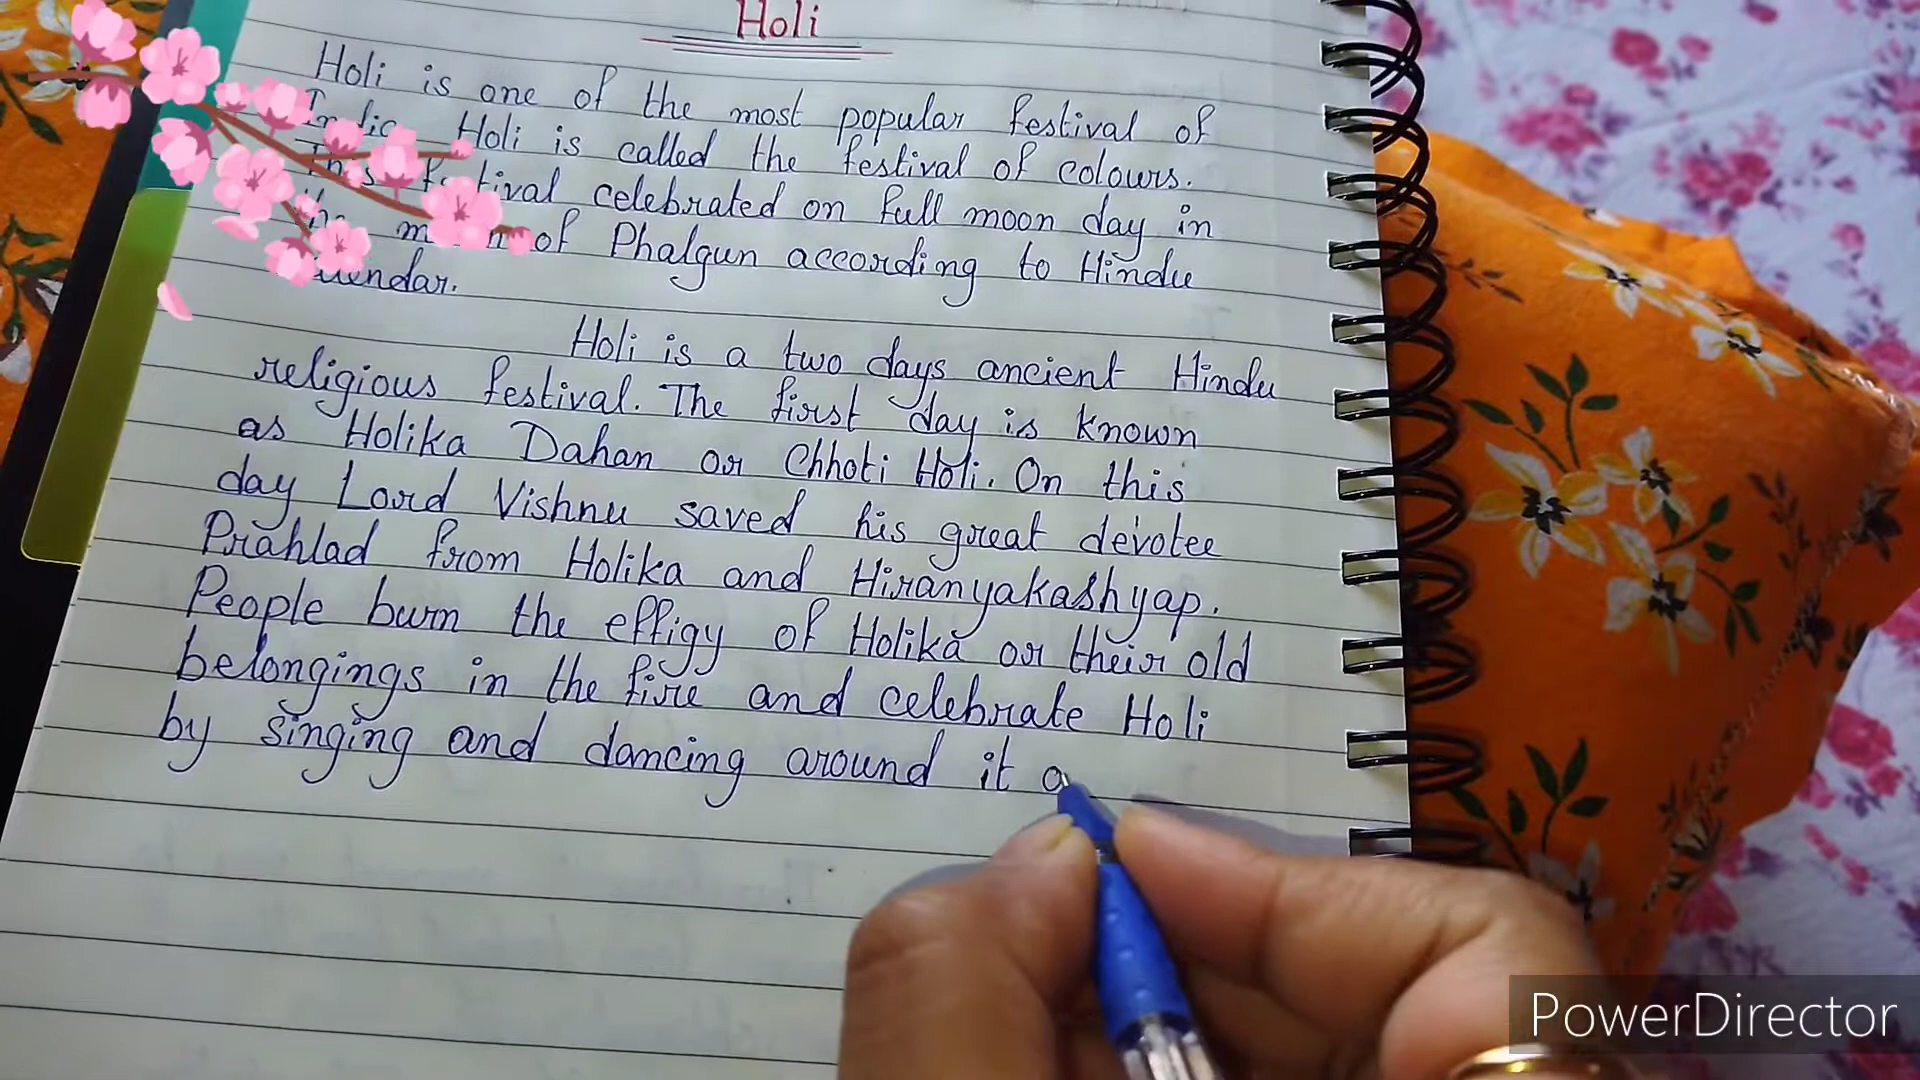 Holi
Holi is one of the most popular festival of
India Holi is called the festival of colours.
This festival celebrated on full moon day in
the of Phalgun according to Hindu
calendar.
Holi is a two days ancient Hindu
religious festival. The first day is known
as Holika Dahan or Chhoti Holi. On this
day Lord Vishnu saved his great devotee
Prahlad from Holika and Hiranyakashyap.
People burn the effigy of Holika or their old
belongings in the fire and celebrate Holi
by singing and dancing around it
PowerDirector